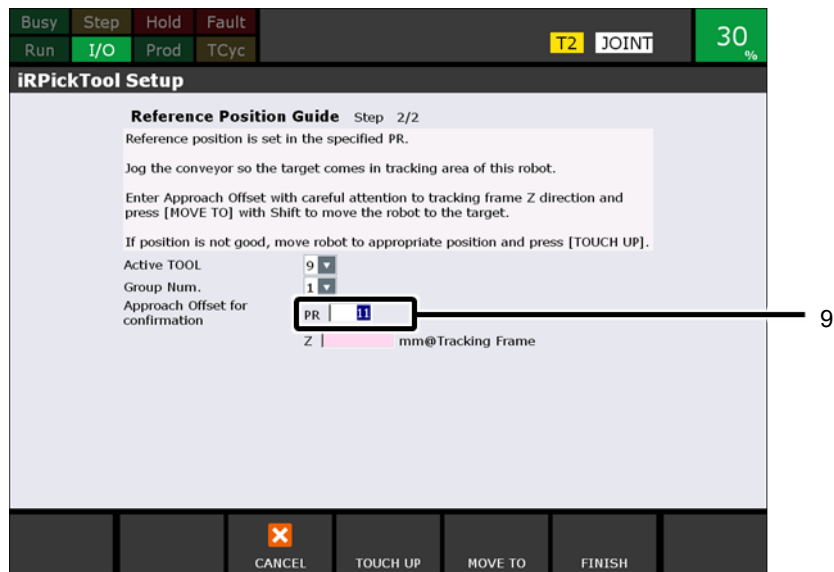 Busy Step Hold Fault
Run I/O Prod TCyc
T2 JOINT
30
%
iRPickTool Setup
Reference Position Guide Step 2/2
Reference position is set in the specified PR.
Jog the conveyor so the target comes in tracking area of this robot.
Enter Approach Offset with careful attention to tracking frame Z direction and
press [MOVE TO] with Shift to move the robot to the target.
If position is not good, move robot to appropriate position and press [TOUCH UP].
Active TOOL 9
Group Num. 1
Approach Offset for
confirmation
PR 11
9
Z mm@Tracking Frame
CANCEL TOUCH UP MOVE TO FINISH